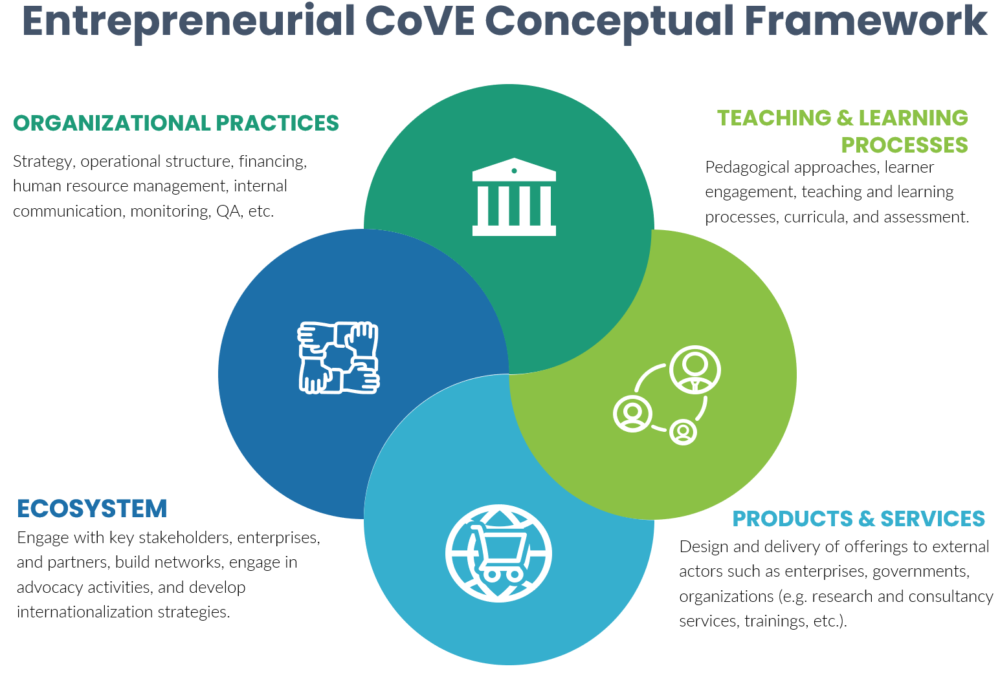 Entrepreneurial CoVE Conceptual Framework
ORGANIZATIONAL PRACTICES
Strategy, operational structure, financing,
human resource management, internal
communication, monitoring, QA, etc.
TEACHING & LEARNING
PROCESSES
Pedagogical approaches, learner
engagement, teaching and learning
processes, curricula, and assessment.
ECOSYSTEM
Engage with key stakeholders, enterprises,
and partners, build networks, engage in
advocacy activities, and develop
internationalization strategies.
PRODUCTS & SERVICES
Design and delivery of offerings to external
actors such as enterprises, governments,
organizations (e.g. research and consultancy
services, trainings, etc.).